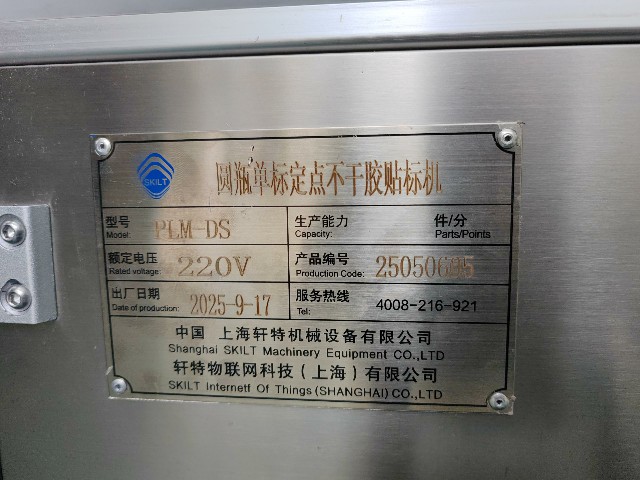 SKILT
圆瓶单标定点不干胶贴标机
型号 Model: PLM-DS 生产能力 Capacity: 件/分 Parts/Points
额定电压 Rated voltage: 220V 产品编号 Production Code:
出厂日期 Date of production: 2025-9-17 服务热线 Tel: 4008-216-921
中国 上海轩特机械设备有限公司
Shanghai SKILT Machinery Equipment CO.,LTD
轩特物联网科技（上海）有限公司
SKILT Internetf Of Things (SHANGHAI) CO.,LTD